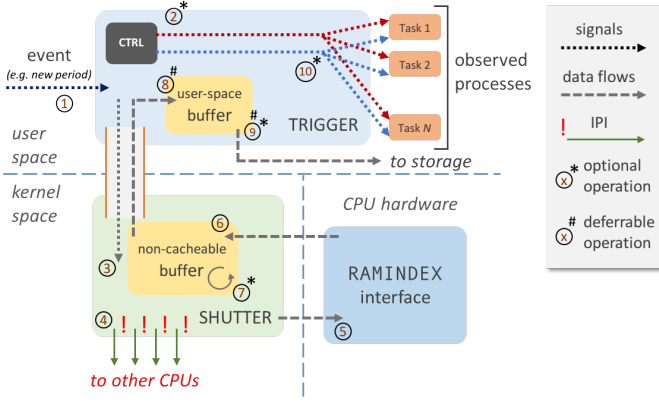 2*
CTRL
event
(e.g. new period)
1
8#
user-space
buffer
10*
9#*
TRIGGER
Task 1
Task 2
Task N
observed
processes
to storage
user
space
kernel
space
CPU hardware
6
non-cacheable
buffer
3
7*
RAMINDEX
interface
4
! ! ! !
SHUTTER
5
to other CPUs
signals
data flows
! IPI
x* optional
operation
x# deferrable
operation